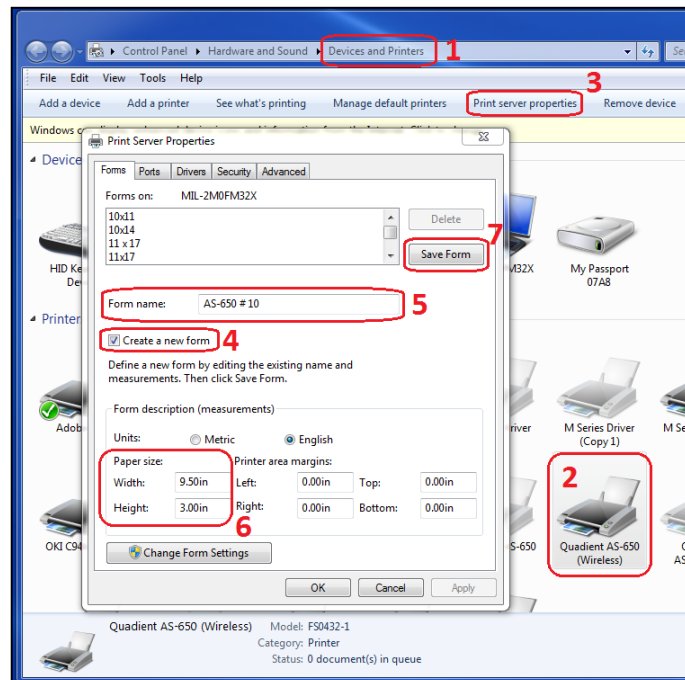 Control Panel ▸ Hardware and Sound ▸ Devices and Printers
1
File Edit View Tools Help
3
Add a device Add a printer See what's printing Manage default printers Print server properties Remove device
Windows c
Print Server Properties
Device
Forms Ports Drivers Security Advanced
Forms on: MIL-2M0FM32X
10x11
10x14
11 x 17
11x17
Delete
7
Save Form
HID Ke
De
M32X
My Passport
07A8
Form name: AS-650 # 10
5
Printer
Create a new form
4
Define a new form by editing the existing name and
measurements. Then click Save Form.
Form description (measurements)
Units: Metric English
Paper size: Printer area margins:
Width: 9.50in Left: 0.00in Top: 0.00in
Height: 3.00in Right: 0.00in Bottom: 0.00in
6
Change Form Settings
OK Cancel Apply
Adob
river
M Series Driver
(Copy 1)
M Se
2
OKI C94
S-650
Quadient AS-650
(Wireless)
AS
Quadient AS-650 (Wireless) Model: FS0432-1
Category: Printer
Status: 0 document(s) in queue